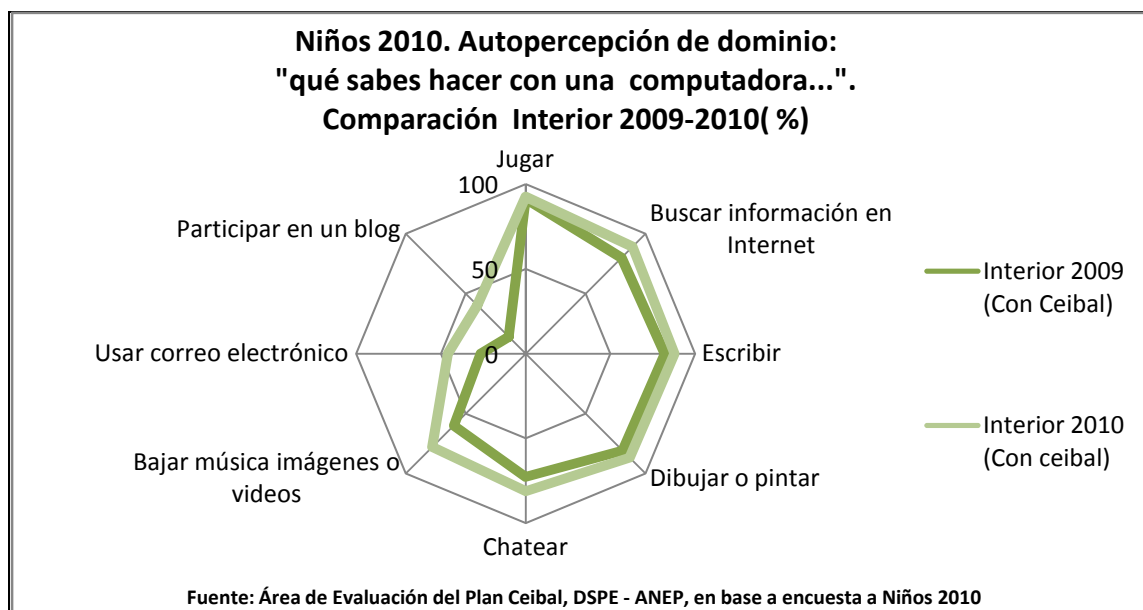 Niños 2010. Autopercepción de dominio:
"qué sabes hacer con una  computadora...".
Comparación  Interior 2009-2010( %)
Jugar
100
Buscar información en
Internet
Participar en un blog
50
Interior 2009
(Con Ceibal)
Usar correo electrónico
0
Escribir
Interior 2010
(Con ceibal)
Bajar música imágenes o
videos
Dibujar o pintar
Chatear
Fuente: Área de Evaluación del Plan Ceibal, DSPE - ANEP, en base a encuesta a Niños 2010